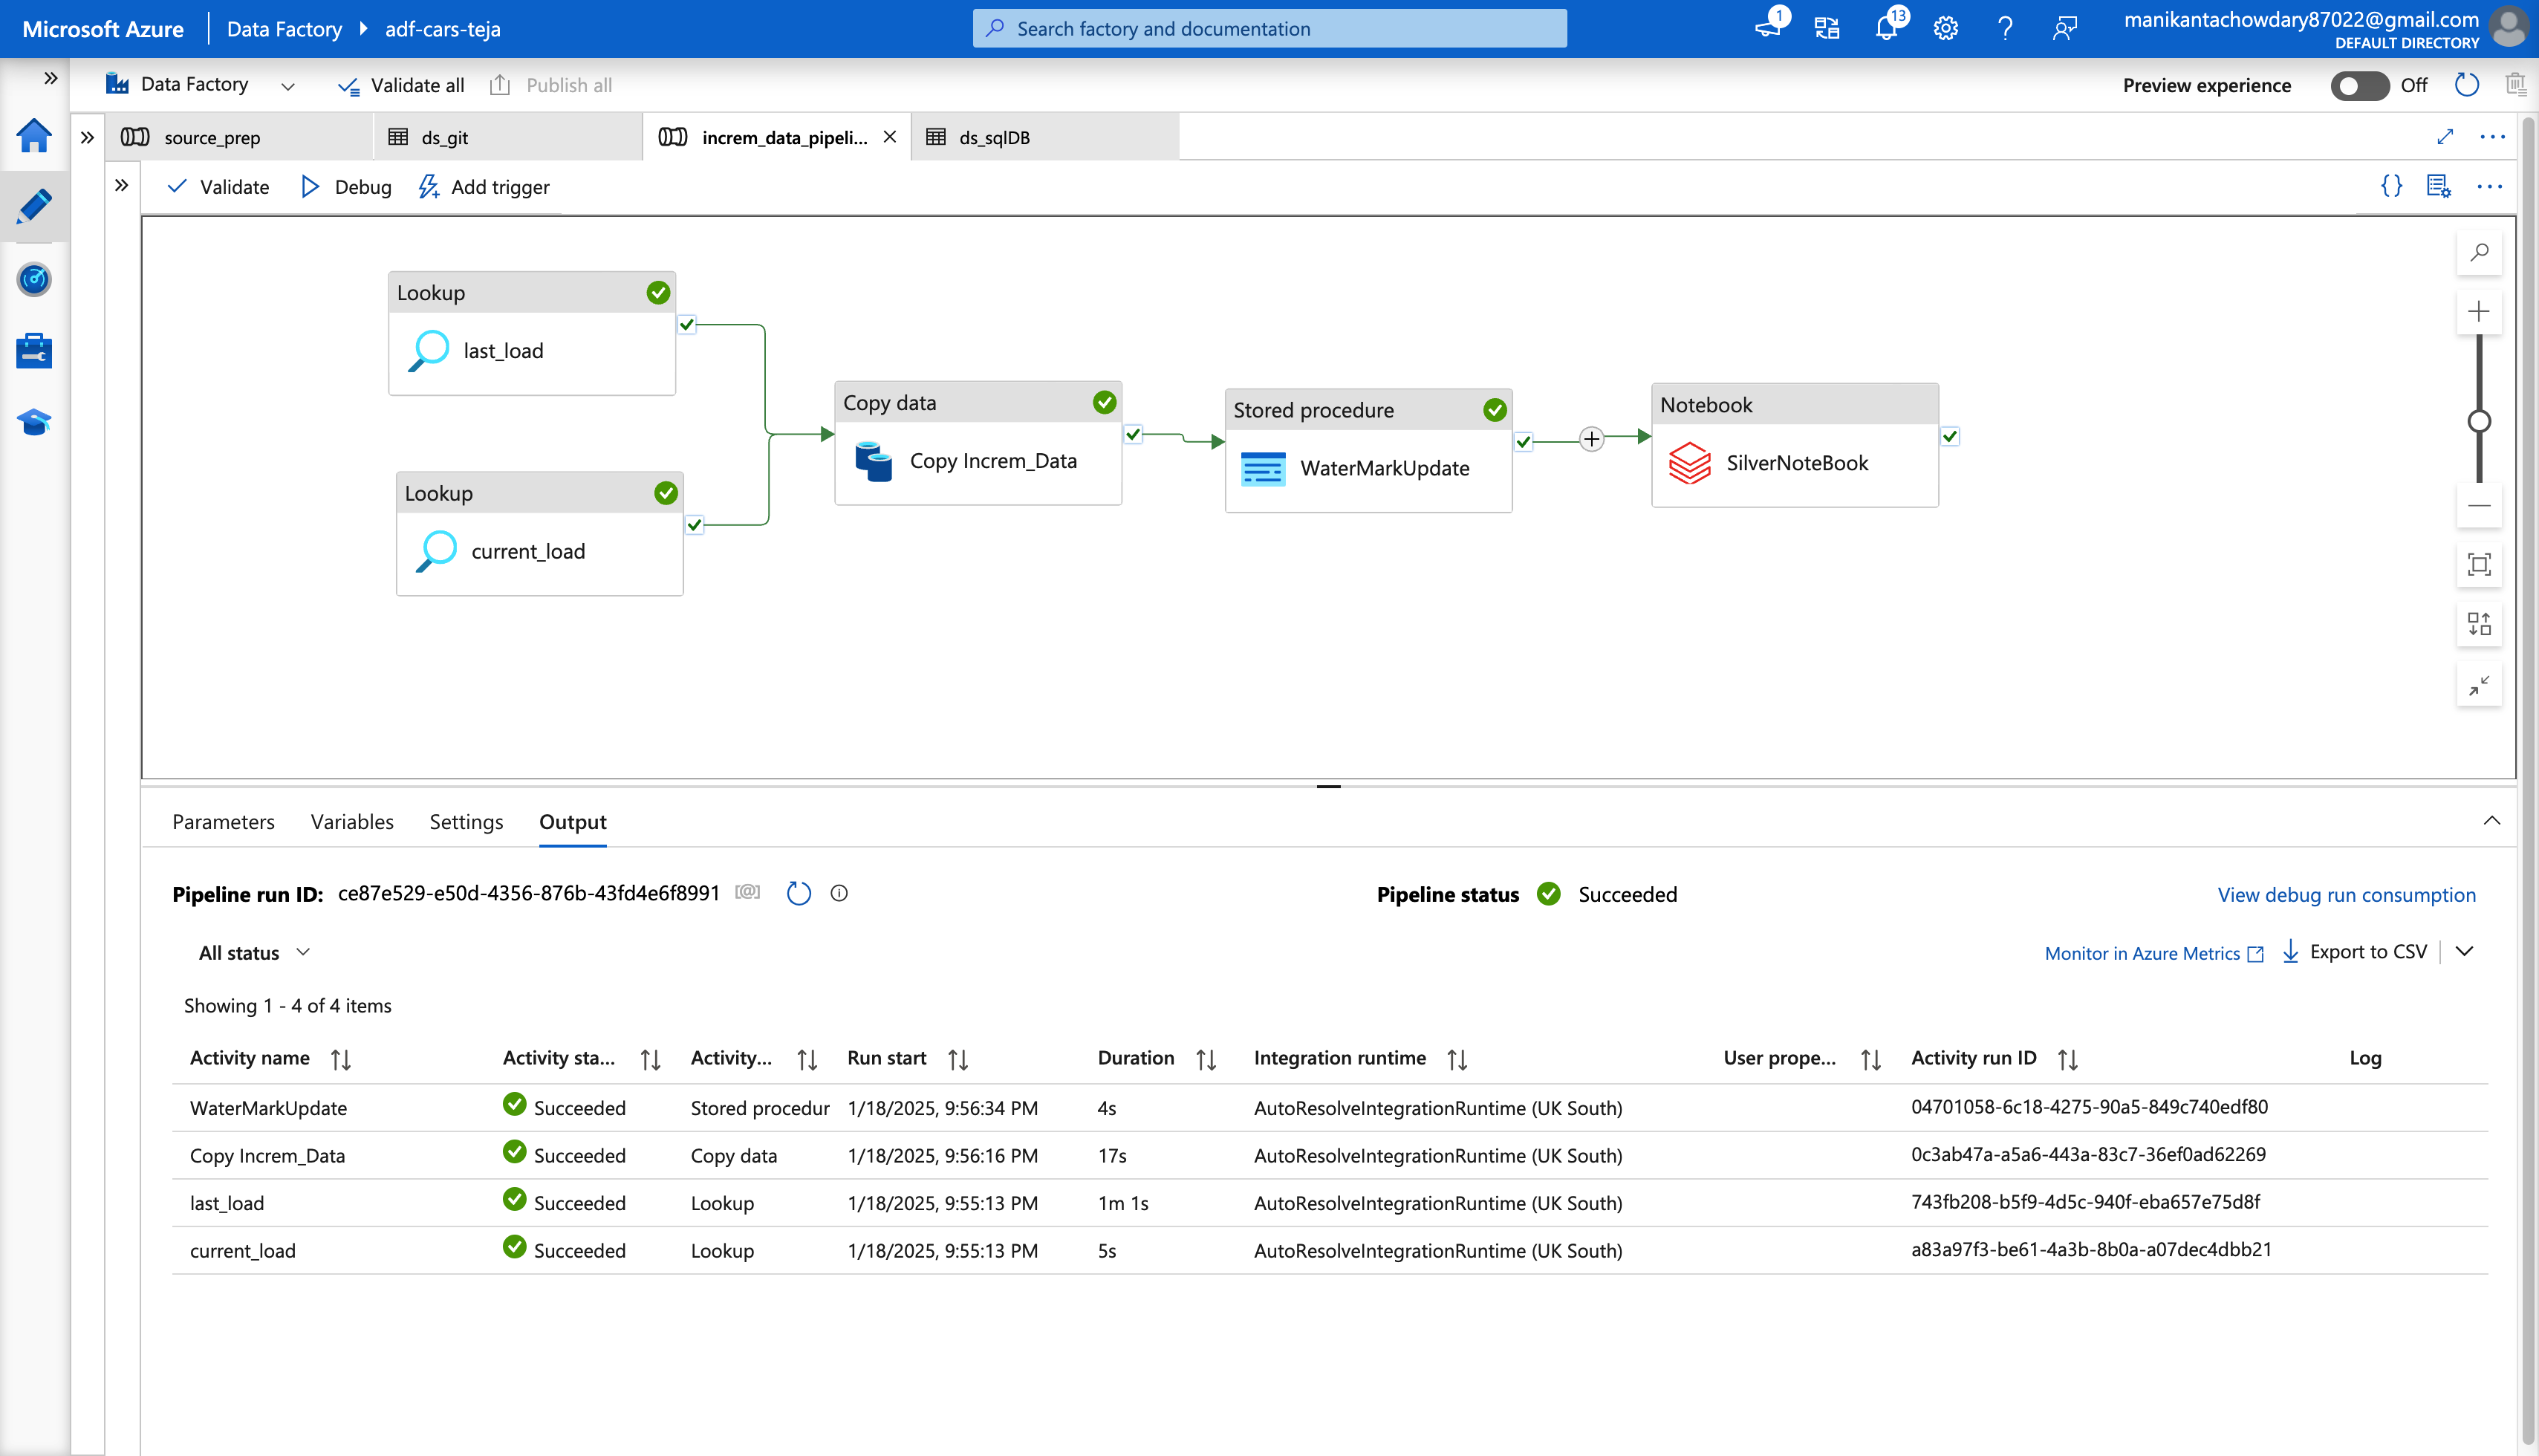 Microsoft Azure
Data Factory
adf-cars-teja
Search factory and documentation
1
13
manikantachowdary87022@gmail.com
DEFAULT DIRECTORY
Data Factory
Validate all
Publish all
Preview experience
Off
source_prep
ds_git
increm_data_pipeli...
ds_sqlDB
Validate
Debug
Add trigger
Lookup
last_load
Lookup
current_load
Copy data
Copy Increm_Data
Stored procedure
WaterMarkUpdate
Notebook
SilverNoteBook
Parameters
Variables
Settings
Output
Pipeline run ID: ce87e529-e50d-4356-876b-43fd4e6f8991
Pipeline status
Succeeded
View debug run consumption
All status
Monitor in Azure Metrics
Export to CSV
Showing 1 - 4 of 4 items
Activity name Activity sta... Activity... Run start Duration Integration runtime User prope... Activity run ID Log
WaterMarkUpdate Succeeded Stored procedur 1/18/2025, 9:56:34 PM 4s AutoResolveIntegrationRuntime (UK South) 04701058-6c18-4275-90a5-849c740edf80
Copy Increm_Data Succeeded Copy data 1/18/2025, 9:56:16 PM 17s AutoResolveIntegrationRuntime (UK South) 0c3ab47a-a5a6-443a-83c7-36ef0ad62269
last_load Succeeded Lookup 1/18/2025, 9:55:13 PM 1m 1s AutoResolveIntegrationRuntime (UK South) 743fb208-b5f9-4d5c-940f-eba657e75d8f
current_load Succeeded Lookup 1/18/2025, 9:55:13 PM 5s AutoResolveIntegrationRuntime (UK South) a83a97f3-be61-4a3b-8b0a-a07dec4dbb21